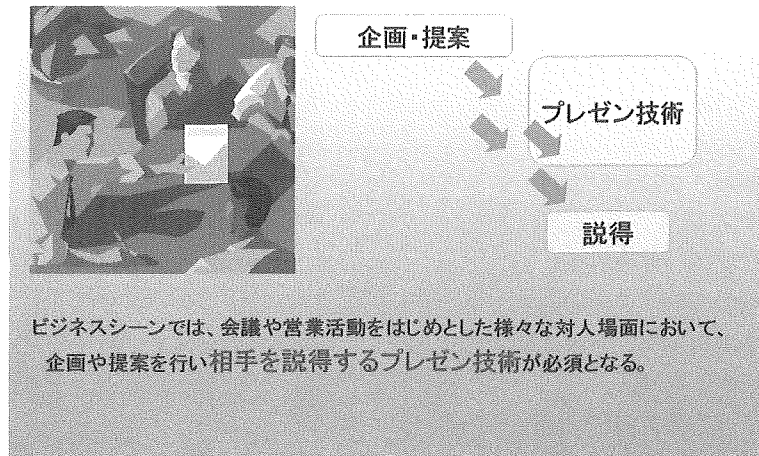 企画・提案
プレゼン技術
説得
ビジネスシーンでは、会議や営業活動をはじめとした様々な対人場面において、
企画や提案を行い相手を説得するプレゼン技術が必須となる。